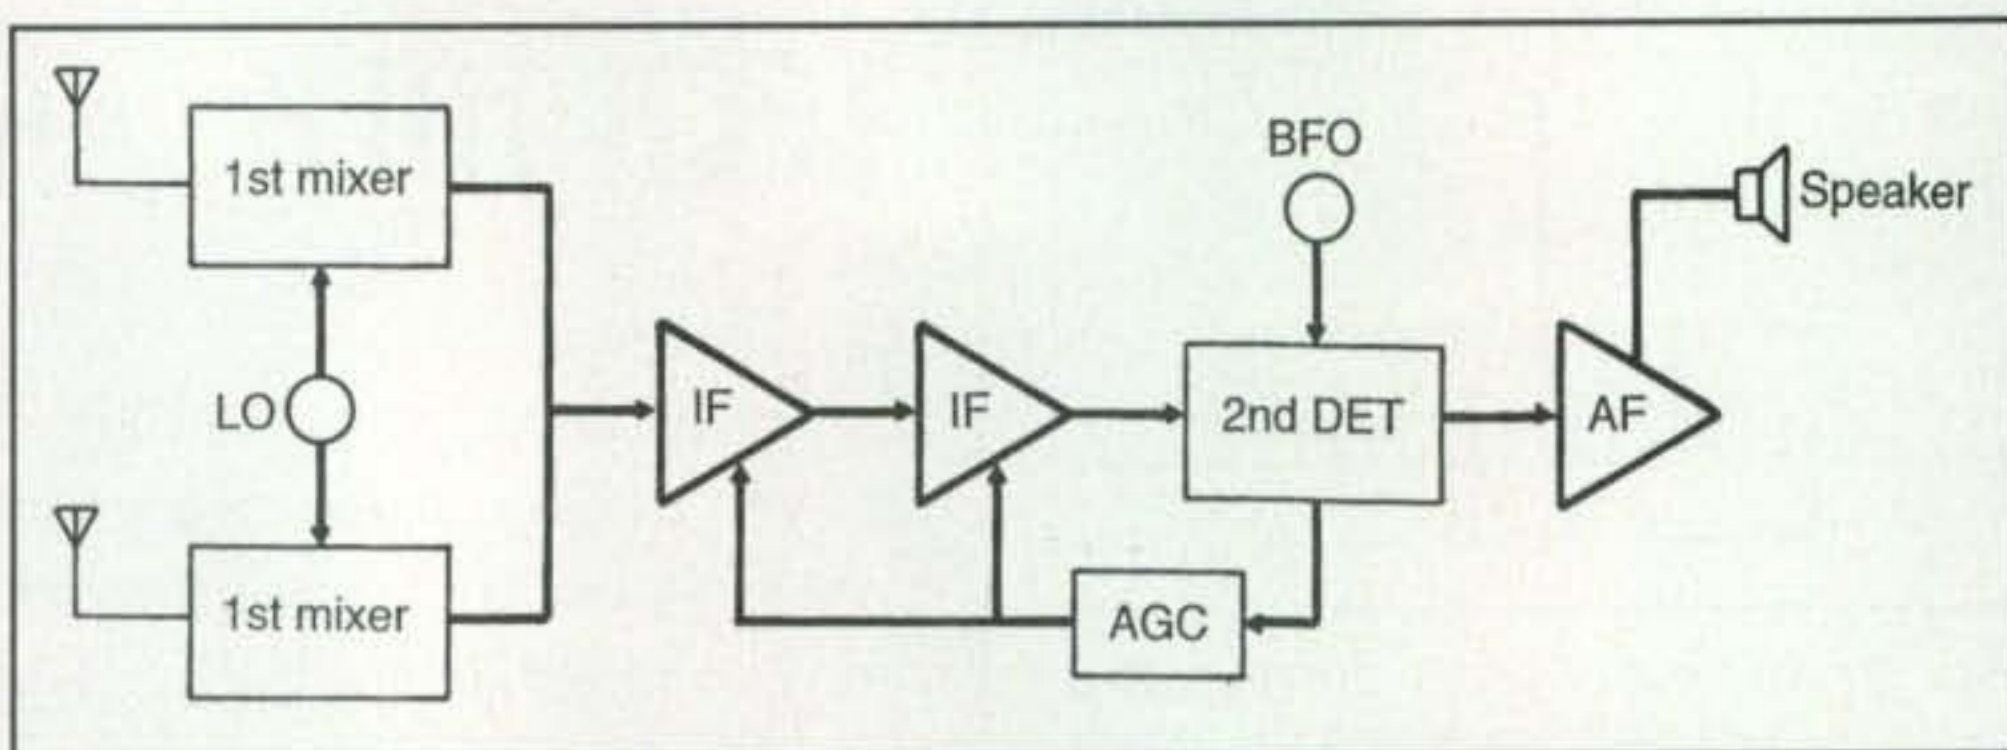 1st mixer
BFO
Speaker
LO
IF
IF
2nd DET
AF
1st mixer
AGC